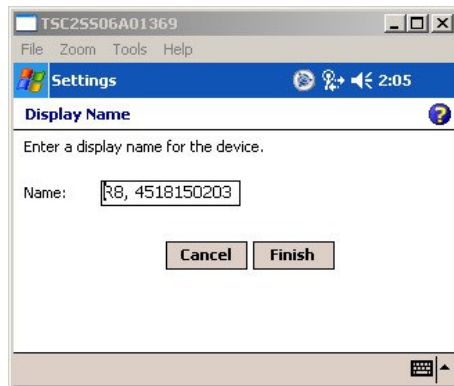 TSC2SS06A01369
File Zoom Tools Help
Settings 2:05
Display Name
Enter a display name for the device.
Name: R8, 4518150203
Cancel Finish